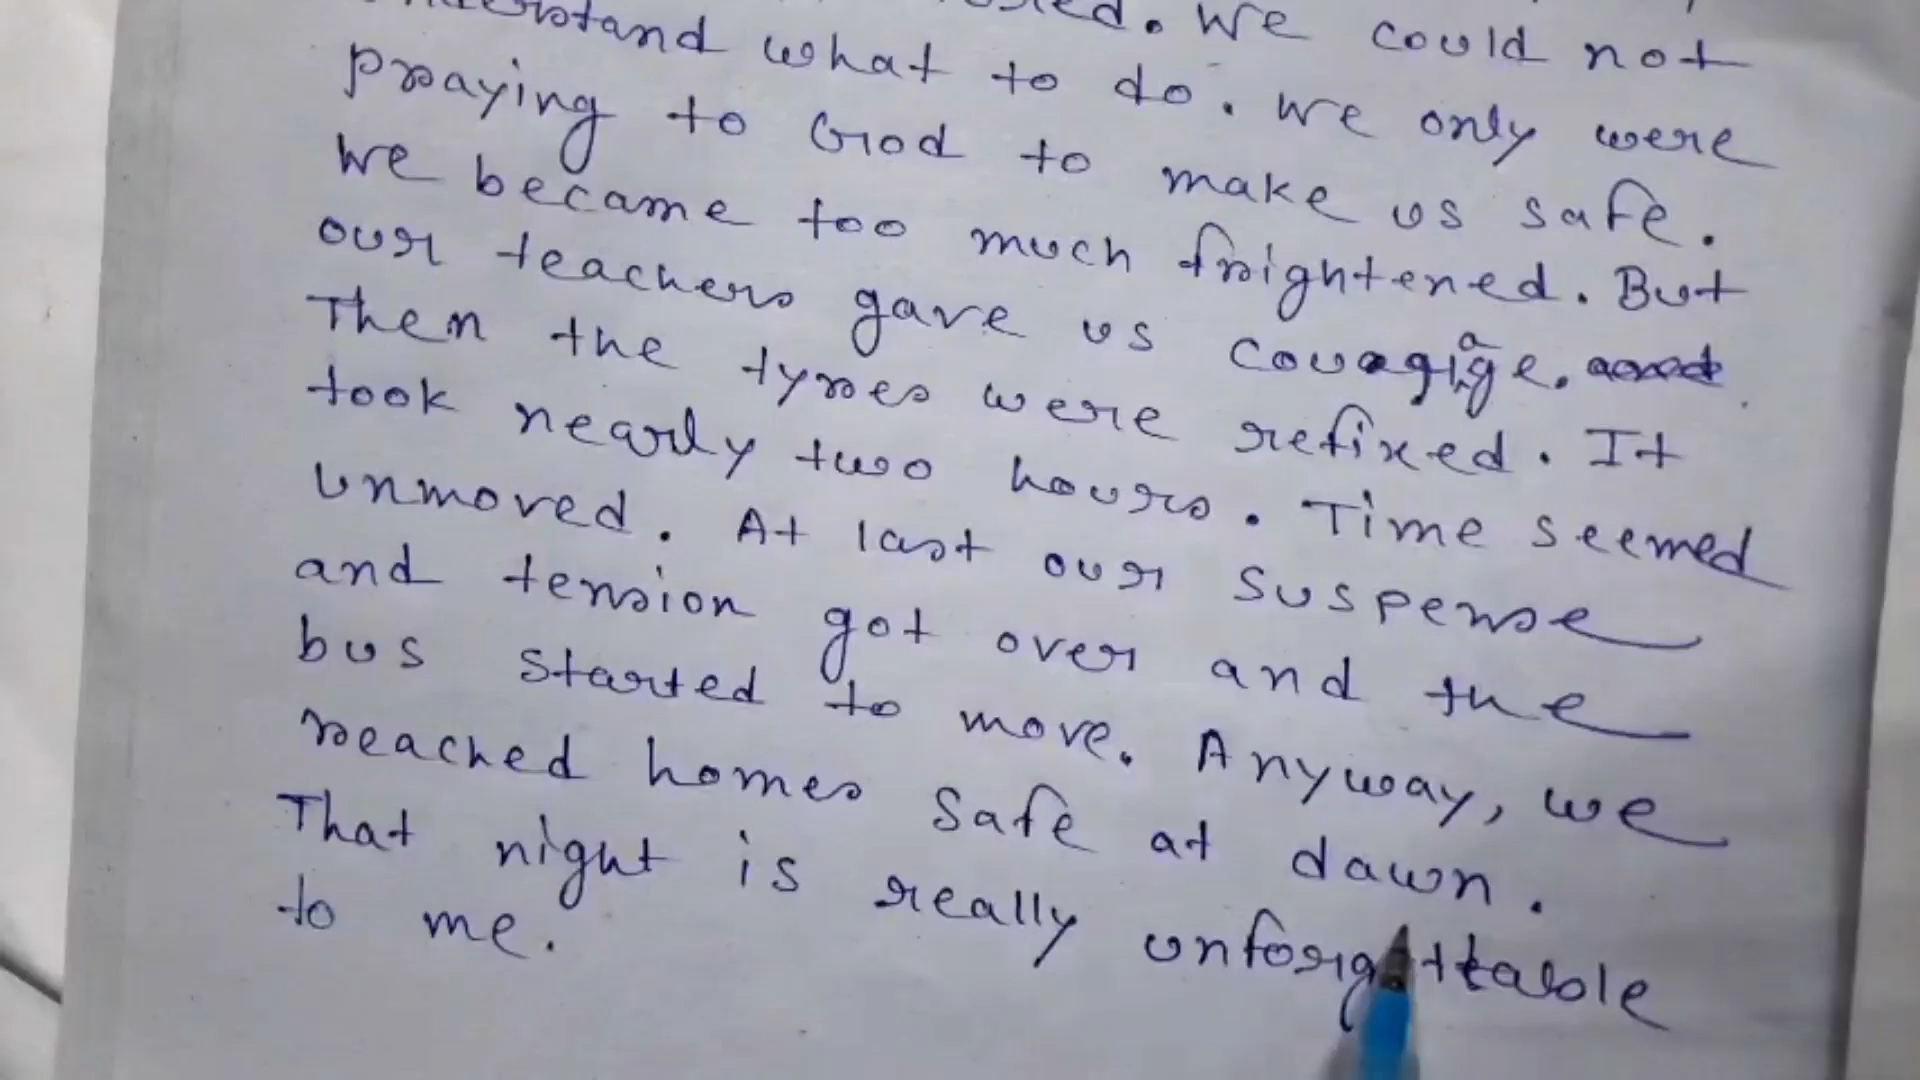 understand what to do. We could not
praying to God to make us safe. We only were
We became too much frightened. But
our teachers gave us courage.
Then the tyres were refixed. It
took nearly two hours. Time seemed
unmoved. At last our suspense
and tension got over and the
bus started to move. Anyway, we
reached homes safe at dawn.
That night is really unforgettable
to me.